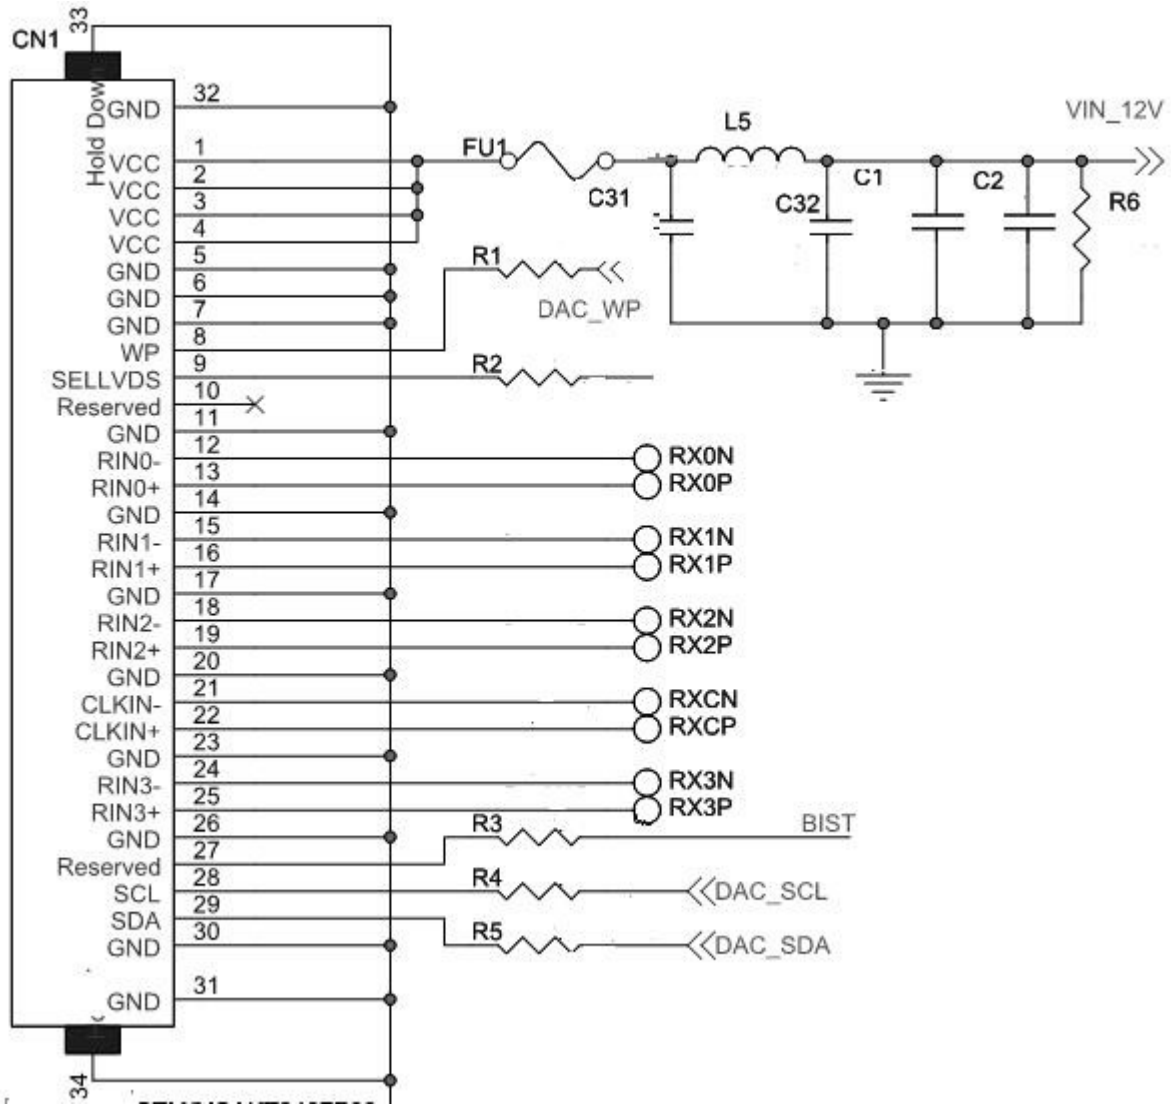 33
CN1
Hold Down
GND 32
VCC 1
VCC 2
VCC 3
VCC 4
GND 5
GND 6
GND 7
WP 8
SELLVDS 9
Reserved 10
GND 11
RIN0- 12 RX0N
RIN0+ 13 RX0P
GND 14
RIN1- 15 RX1N
RIN1+ 16 RX1P
GND 17
RIN2- 18 RX2N
RIN2+ 19 RX2P
GND 20
CLKIN- 21 RXCN
CLKIN+ 22 RXCP
GND 23
RIN3- 24 RX3N
RIN3+ 25 RX3P
GND 26
Reserved 27
SCL 28
SDA 29
GND 30
GND 31
34
FU1
L5
VIN_12V
C31
C32
C1
C2
R6
R1
DAC_WP
R2
R3 BIST
R4 DAC_SCL
R5 DAC_SDA